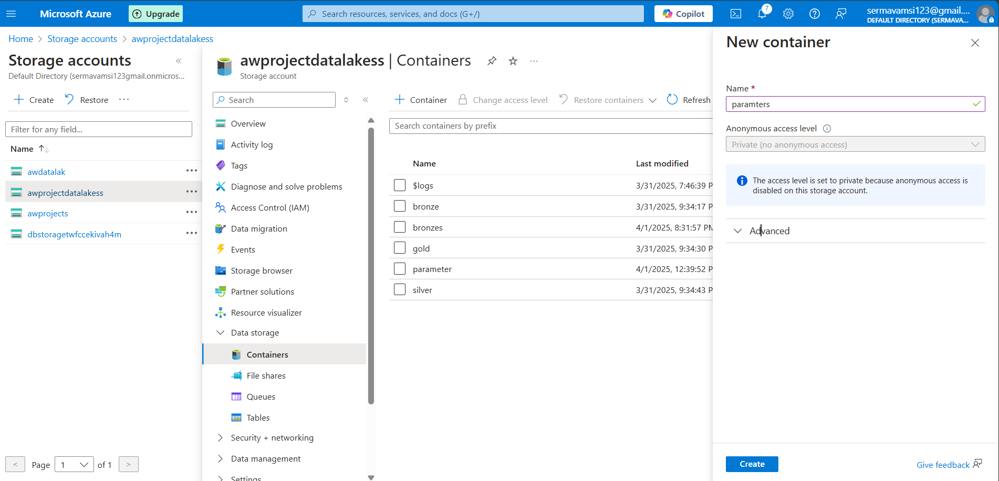 Microsoft Azure
Upgrade
Search resources, services, and docs (G+/)
Copilot
7
sermavamsi123@gmail....
DEFAULT DIRECTORY (SERMAVA...
Home > Storage accounts > awprojectdatalakess
Storage accounts
Default Directory (sermavamsi123gmail.onmicros...
Create
Restore
Filter for any field...
Name
awdatalak
awprojectdatalakess
awprojects
dbstoragetwfccekivah4m
< Page 1 of 1 >
awprojectdatalakess | Containers
Storage account
Search
Overview
Activity log
Tags
Diagnose and solve problems
Access Control (IAM)
Data migration
Events
Storage browser
Partner solutions
Resource visualizer
Data storage
Containers
File shares
Queues
Tables
Security + networking
Data management
Settings
Container
Change access level
Restore containers
Refresh
Search containers by prefix
Name Last modified
$logs 3/31/2025, 7:46:39 P
bronze 3/31/2025, 9:34:17 P
bronzes 4/1/2025, 8:31:57 PM
gold 3/31/2025, 9:34:30 P
parameter 4/1/2025, 12:39:52 P
silver 3/31/2025, 9:34:43 P
New container
Name *
paramters
Anonymous access level
Private (no anonymous access)
The access level is set to private because anonymous access is
disabled on this storage account.
Advanced
Create
Give feedback